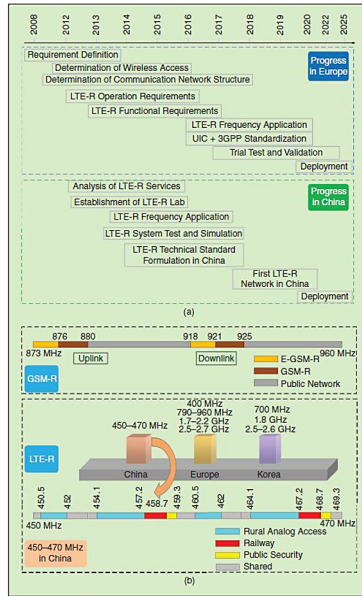 2008
2012
2013
2014
2015
2016
2017
2018
2019
2020
2022
2025
Requirement Definition
Progress
in Europe
Determination of Wireless Access
Determination of Communication Network Structure
LTE-R Operation Requirements
LTE-R Functional Requirements
LTE-R Frequency Application
UIC + 3GPP Standardization
Trial Test and Validation
Deployment
Analysis of LTE-R Services
Progress
in China
Establishment of LTE-R Lab
LTE-R Frequency Application
LTE-R System Test and Simulation
LTE-R Technical Standard
Formulation in China
First LTE-R
Network in China
Deployment
(a)
876 880 918 921 925
873 MHz 960 MHz
Uplink Downlink
E-GSM-R
GSM-R
Public Network
GSM-R
LTE-R
450–470 MHz
400 MHz
790–960 MHz
1.7–2.2 GHz
2.5–2.7 GHz
700 MHz
1.8 GHz
2.5–2.6 GHz
China Europe Korea
450.5 452 454.1 457.2 458.7 459.3 460.5 462 464.1 467.2 468.7 469.3
450 MHz 470 MHz
450–470 MHz
in China
Rural Analog Access
Railway
Public Security
Shared
(b)